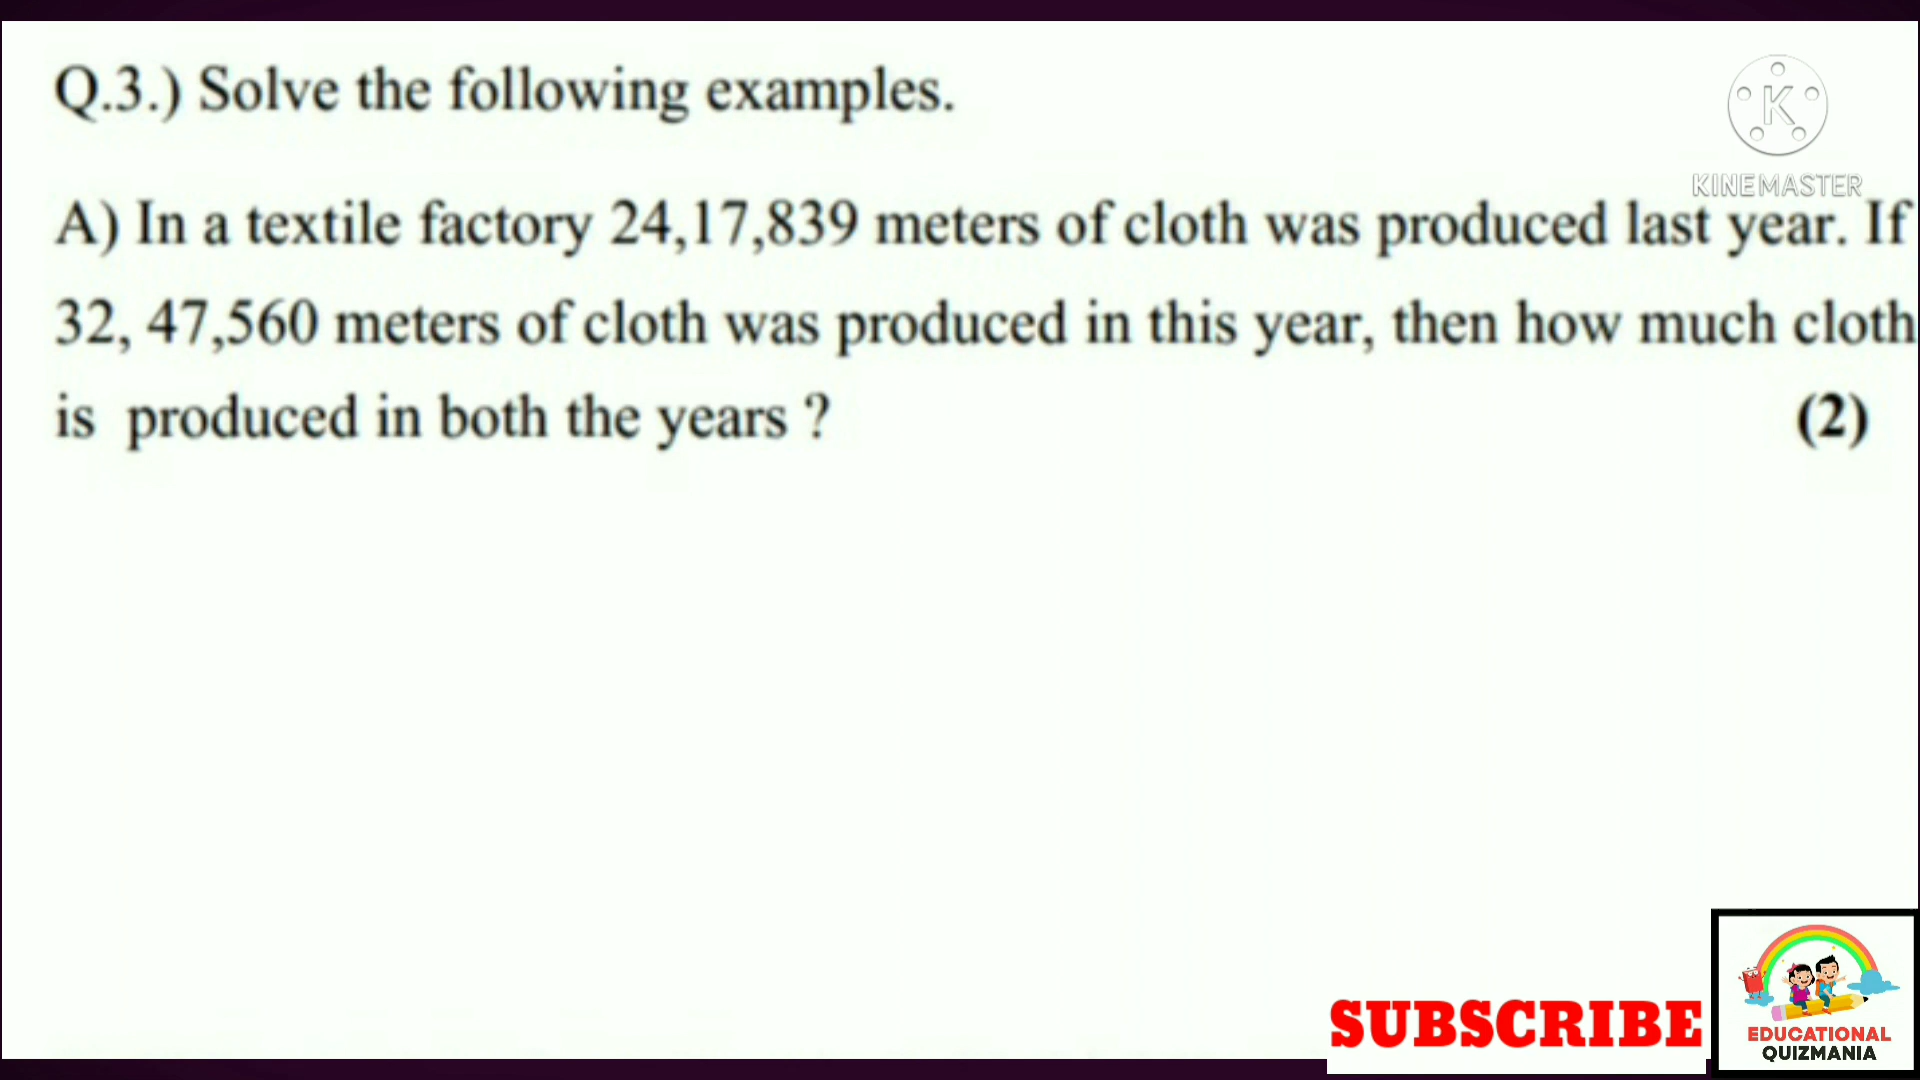 Q.3.) Solve the following examples.
KINEMASTER
A) In a textile factory 24,17,839 meters of cloth was produced last year. If
32, 47,560 meters of cloth was produced in this year, then how much cloth
is produced in both the years ?
(2)
SUBSCRIBE
EDUCATIONAL
QUIZMANIA